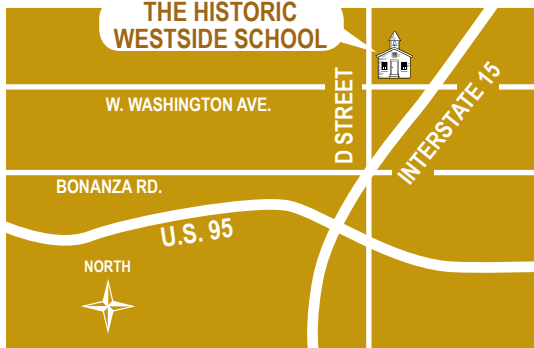 THE HISTORIC
WESTSIDE SCHOOL
W. WASHINGTON AVE.
D STREET
INTERSTATE 15
BONANZA RD.
U.S. 95
NORTH